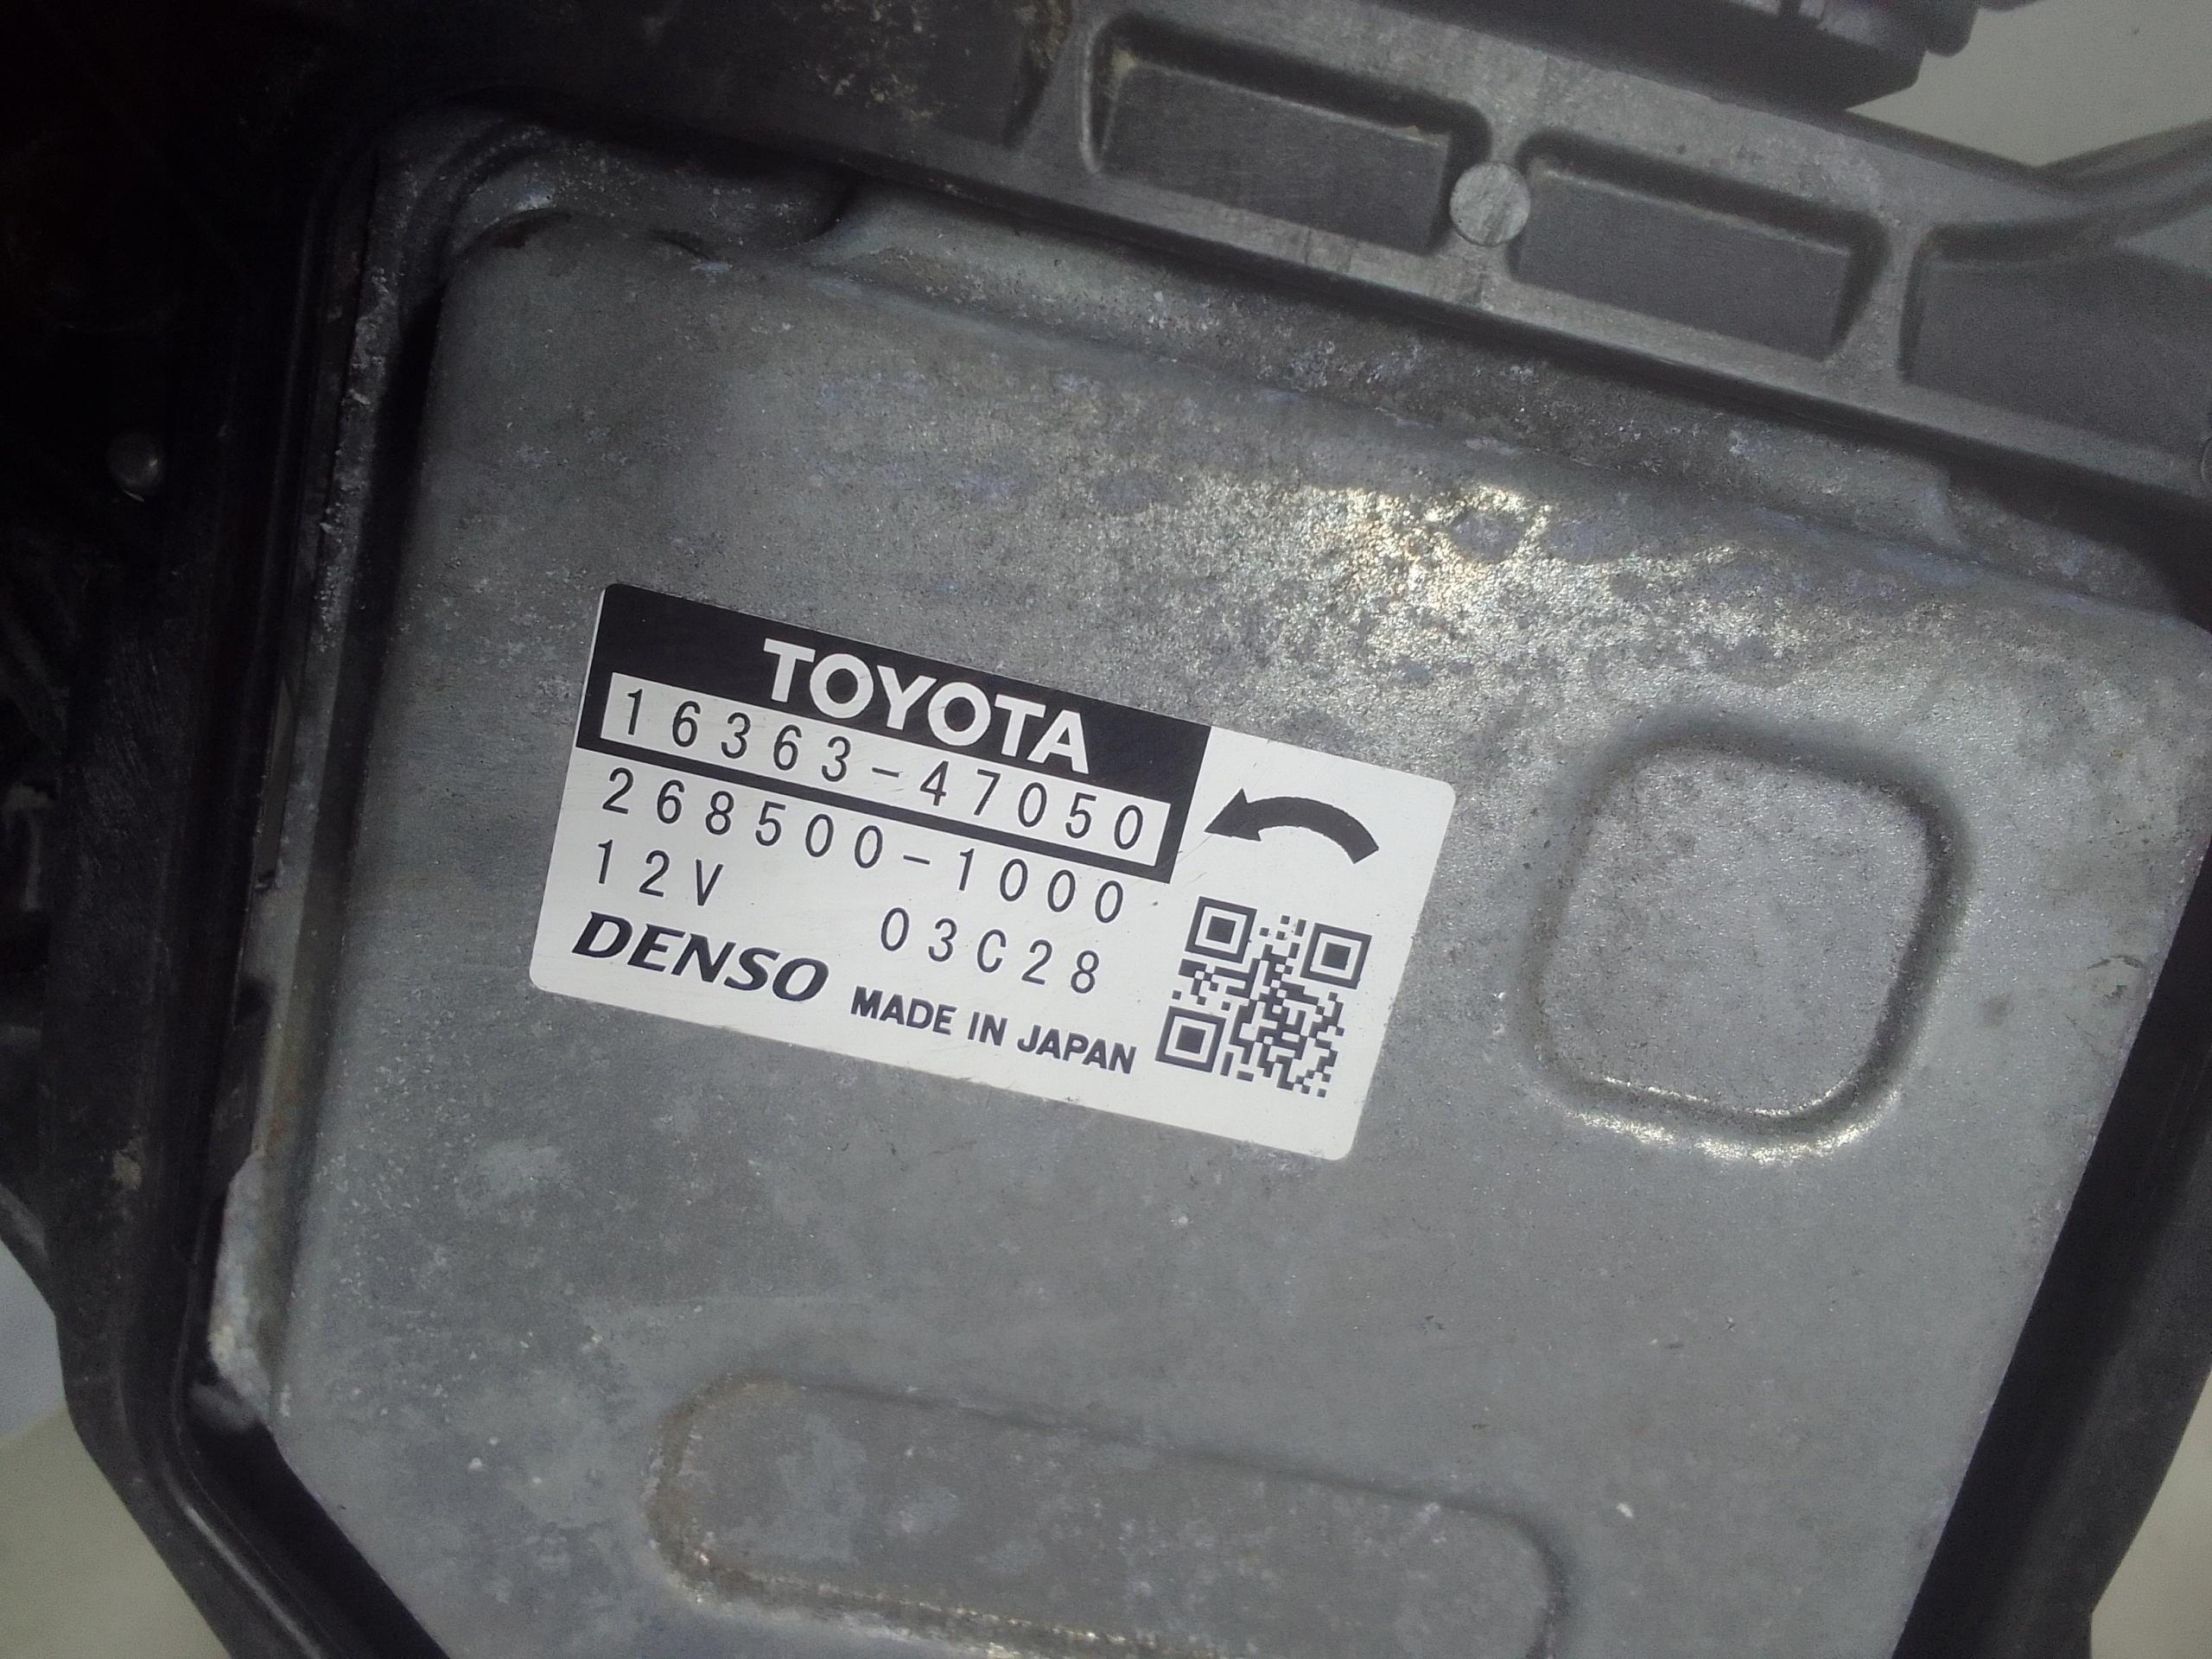 TOYOTA
16363-47050
268500-1000
12V 03C28
DENSO MADE IN JAPAN